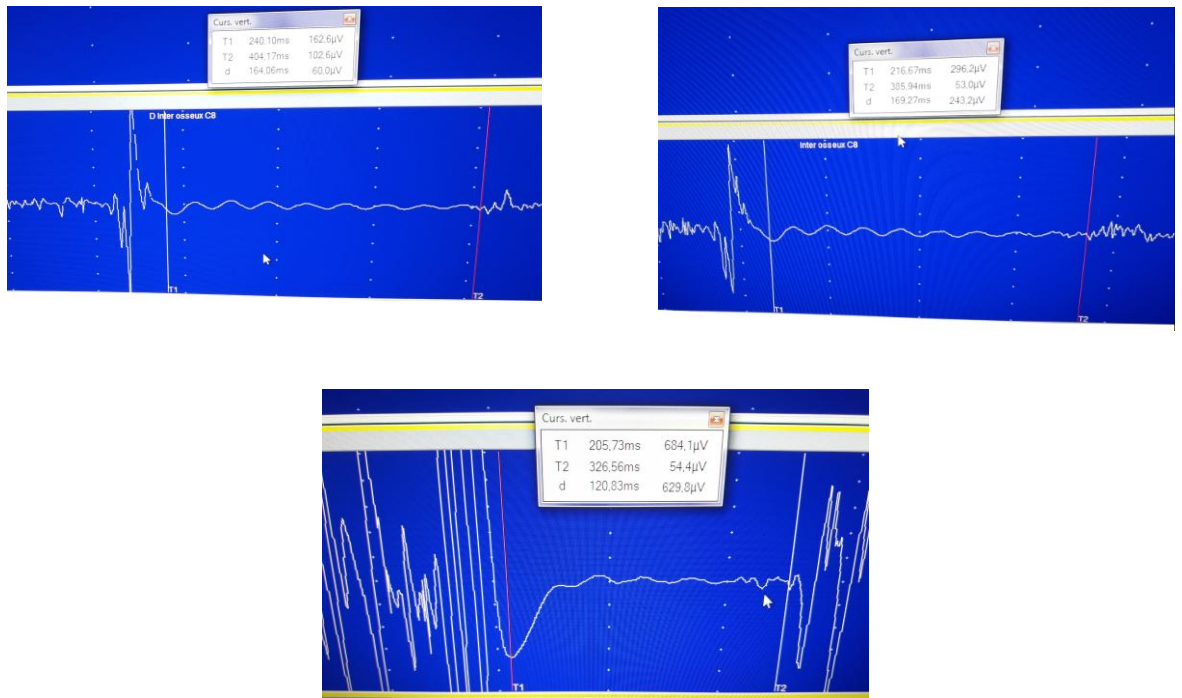 Curs. vert.
T1 240,10ms 162,6µV
T2 404,17ms 102,6µV
d 164,06ms 60,0µV
D Inter osseux C8
T1
T2
Curs. vert.
T1 216,67ms 296,2µV
T2 385,94ms 53,0µV
d 169,27ms 243,2µV
Inter osseux C8
T1
T2
Curs. vert.
T1 205,73ms 684,1µV
T2 326,56ms 54,4µV
d 120,83ms 629,8µV
T1
T2